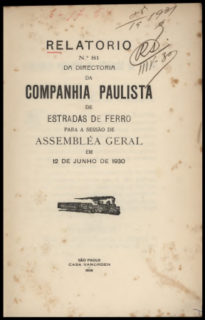 RELATORIO
N.º 81
DA DIRECTORIA
DA
COMPANHIA PAULISTA
DE
ESTRADAS DE FERRO
PARA A SESSÃO DE
ASSEMBLÉA GERAL
EM
12 DE JUNHO DE 1930
SÃO PAULO
CASA VANORDEN
1930